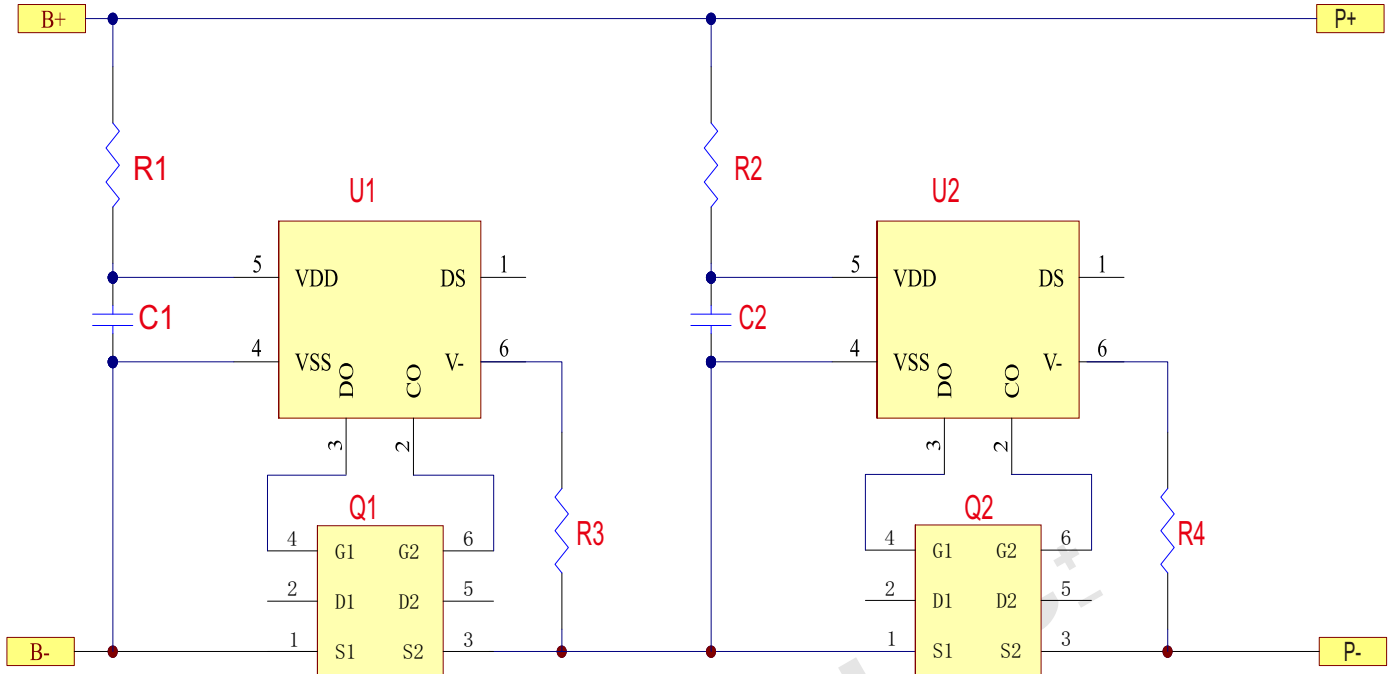 B+ P+
R1 R2
U1 U2
5 VDD DS 1 5 VDD DS 1
C1 C2
4 VSS V- 6 4 VSS V- 6
DO CO DO CO
3 2 3 2
Q1 Q2
R3 R4
4 G1 G2 6 4 G1 G2 6
2 D1 D2 5 2 D1 D2 5
B- 1 S1 S2 3 1 S1 S2 3 P-